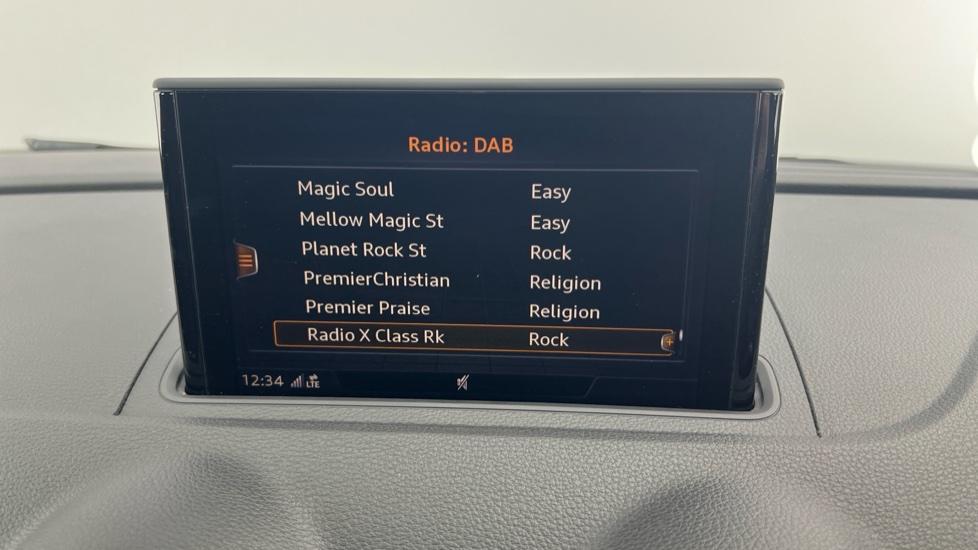 Radio: DAB
Magic Soul Easy
Mellow Magic St Easy
Planet Rock St Rock
PremierChristian Religion
Premier Praise Religion
Radio X Class Rk Rock
12:34 LTE